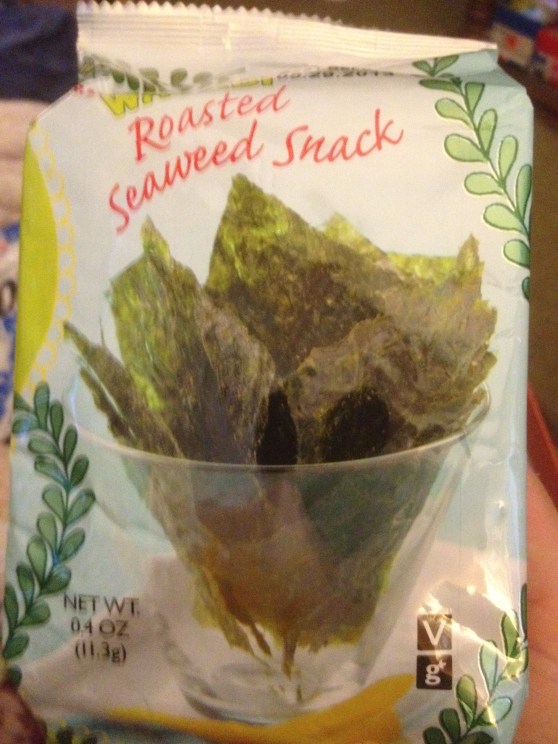 Roasted
Seaweed Snack
NET WT.
0.4 OZ
(11.3g)
V
g*